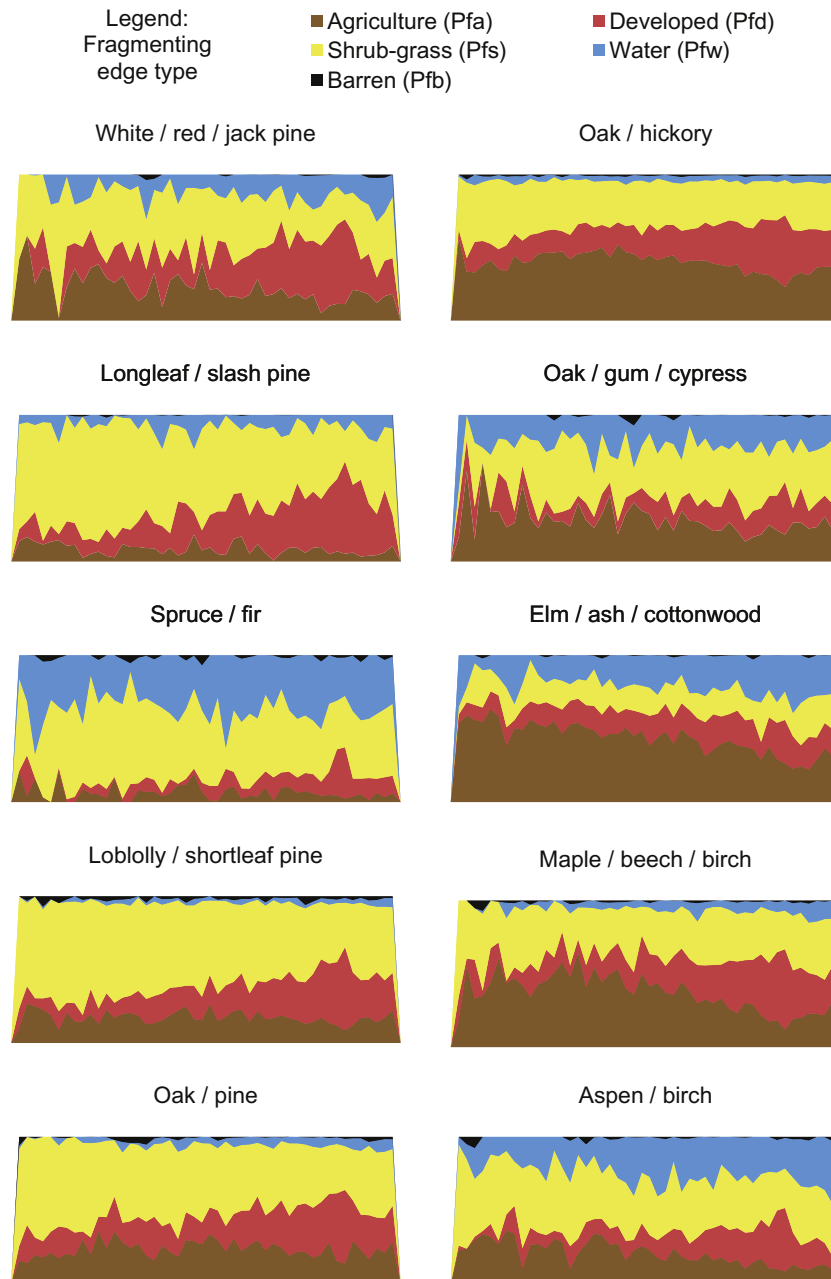 Legend:
Fragmenting
edge type
Agriculture (Pfa)
Developed (Pfd)
Shrub-grass (Pfs)
Water (Pfw)
Barren (Pfb)
White / red / jack pine
Oak / hickory
Longleaf / slash pine
Oak / gum / cypress
Spruce / fir
Elm / ash / cottonwood
Loblolly / shortleaf pine
Maple / beech / birch
Oak / pine
Aspen / birch